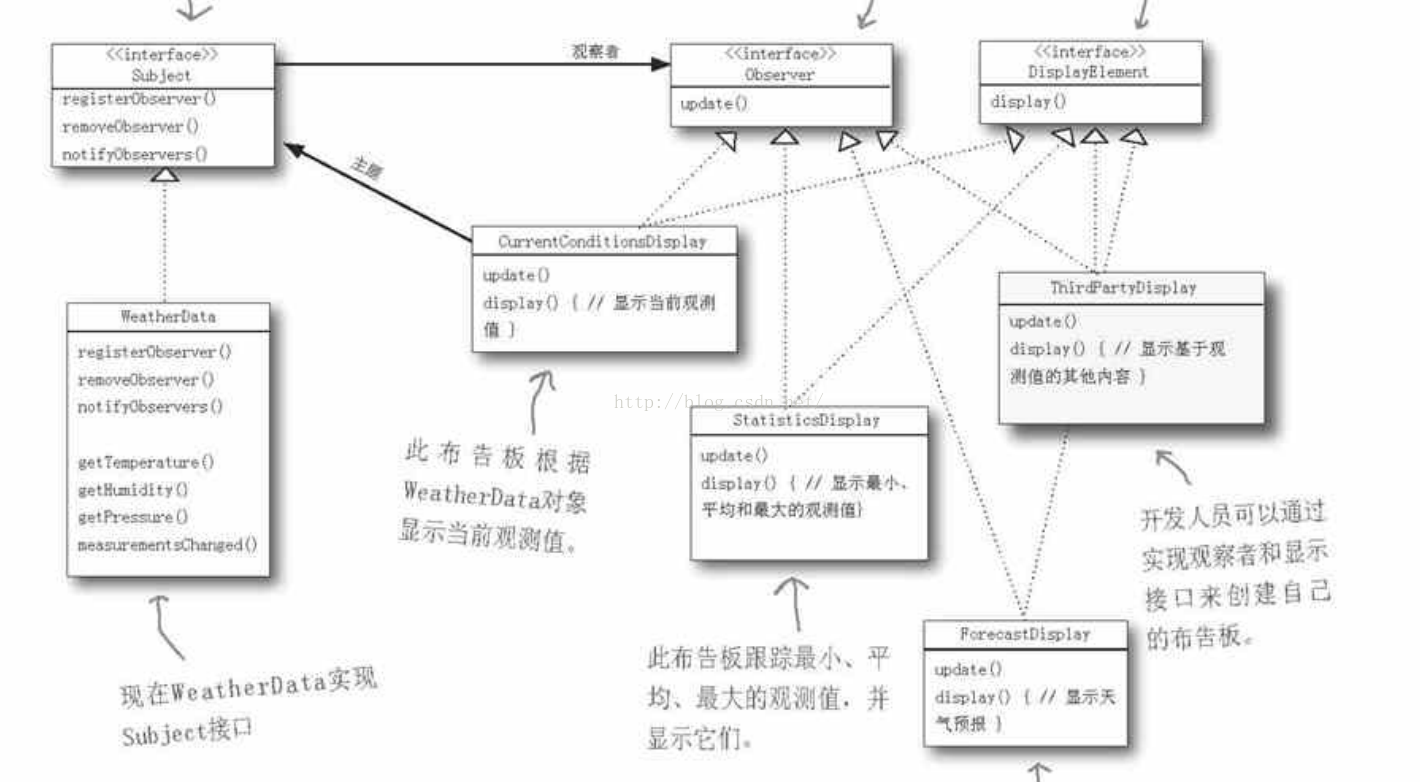 <<interface>>
Subject
registerObserver()
removeObserver()
notifyObservers()
观察者
<<interface>>
Observer
update()
<<interface>>
DisplayElement
display()
主题
CurrentConditionsDisplay
update()
display() { // 显示当前观测
值 }
WeatherData
registerObserver()
removeObserver()
notifyObservers()
getTemperature()
getHumidity()
getPressure()
measurementsChanged()
ThirdPartyDisplay
update()
display() { // 显示基于观
测值的其他内容 }
http://blog.csdn.net/
StatisticsDisplay
update()
display() { // 显示最小、
平均和最大的观测值}
ForecastDisplay
update()
display() { // 显示天
气预报 }
此布告板根据
WeatherData对象
显示当前观测值。
开发人员可以通过
实现观察者和显示
接口来创建自己
的布告板。
此布告板跟踪最小、平
均、最大的观测值，并
显示它们。
现在WeatherData实现
Subject接口